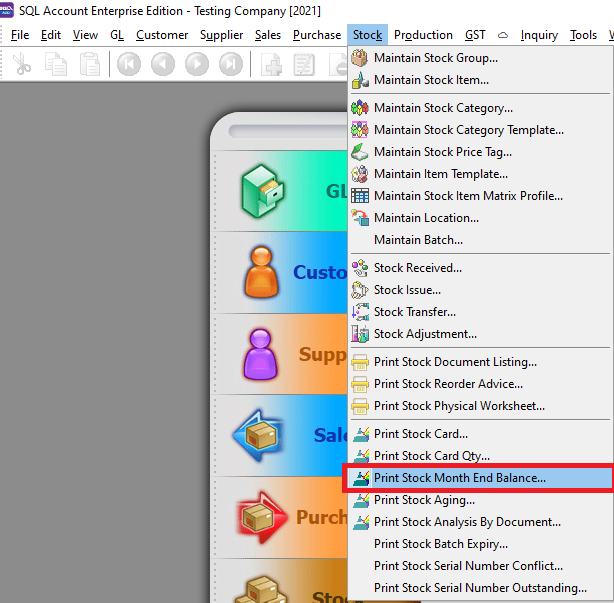 SQL Account Enterprise Edition - Testing Company [2021]
File Edit View GL Customer Supplier Sales Purchase Stock Production GST Inquiry Tools
Maintain Stock Group...
Maintain Stock Item...
Maintain Stock Category...
Maintain Stock Category Template...
Maintain Stock Price Tag...
Maintain Item Template...
Maintain Stock Item Matrix Profile...
Maintain Location...
Maintain Batch...
Stock Received...
Stock Issue...
Stock Transfer...
Stock Adjustment...
Print Stock Document Listing...
Print Stock Reorder Advice...
Print Stock Physical Worksheet...
Print Stock Card...
Print Stock Card Qty...
Print Stock Month End Balance...
Print Stock Aging...
Print Stock Analysis By Document...
Print Stock Batch Expiry...
Print Stock Serial Number Conflict...
Print Stock Serial Number Outstanding...
GL
Custo
Supp
Sale
Purch
Stoc